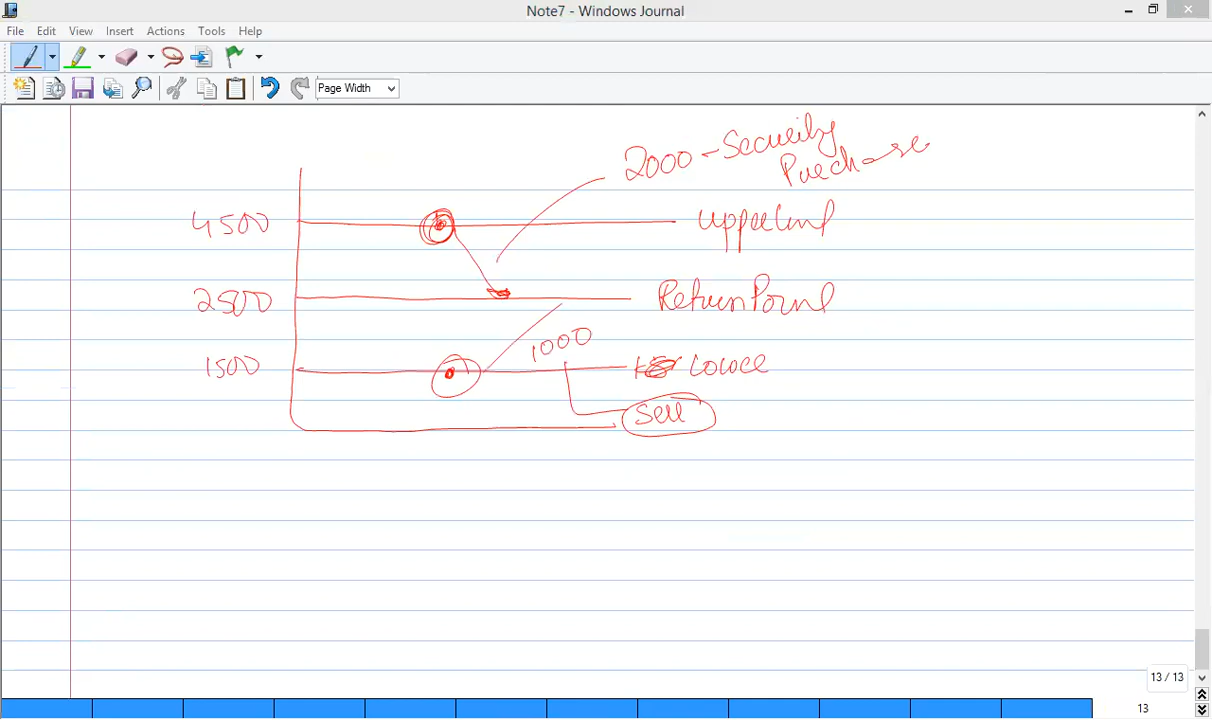 Note7 - Windows Journal
File Edit View Insert Actions Tools Help
Page Width
2000 - Security
Purchase
4500 upperlimit
2500 Return Point
1000
1500 Lower
Sell
13 / 13
13